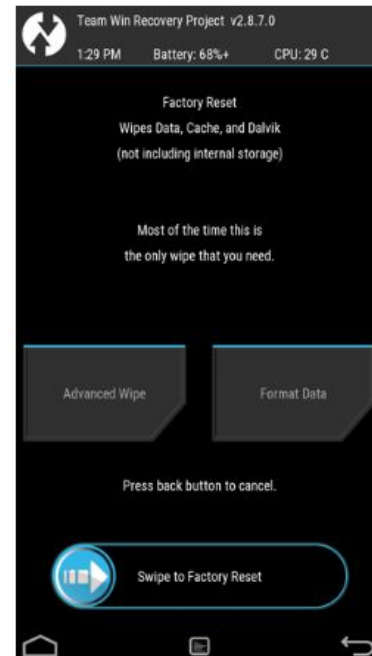 Team Win Recovery Project v2.8.7.0
1:29 PM Battery: 68%+ CPU: 29 C
Factory Reset
Wipes Data, Cache, and Dalvik
(not including internal storage)
Most of the time this is
the only wipe that you need.
Advanced Wipe Format Data
Press back button to cancel.
Swipe to Factory Reset